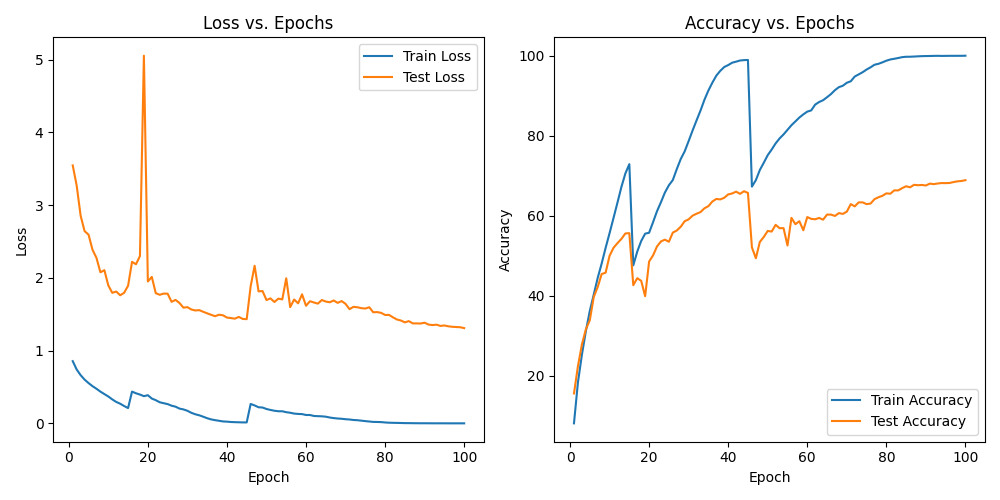 Loss vs. Epochs
5
4
3
2
1
0
Loss
0 20 40 60 80 100
Epoch
Train Loss
Test Loss
Accuracy vs. Epochs
100
80
60
40
20
Accuracy
0 20 40 60 80 100
Epoch
Train Accuracy
Test Accuracy